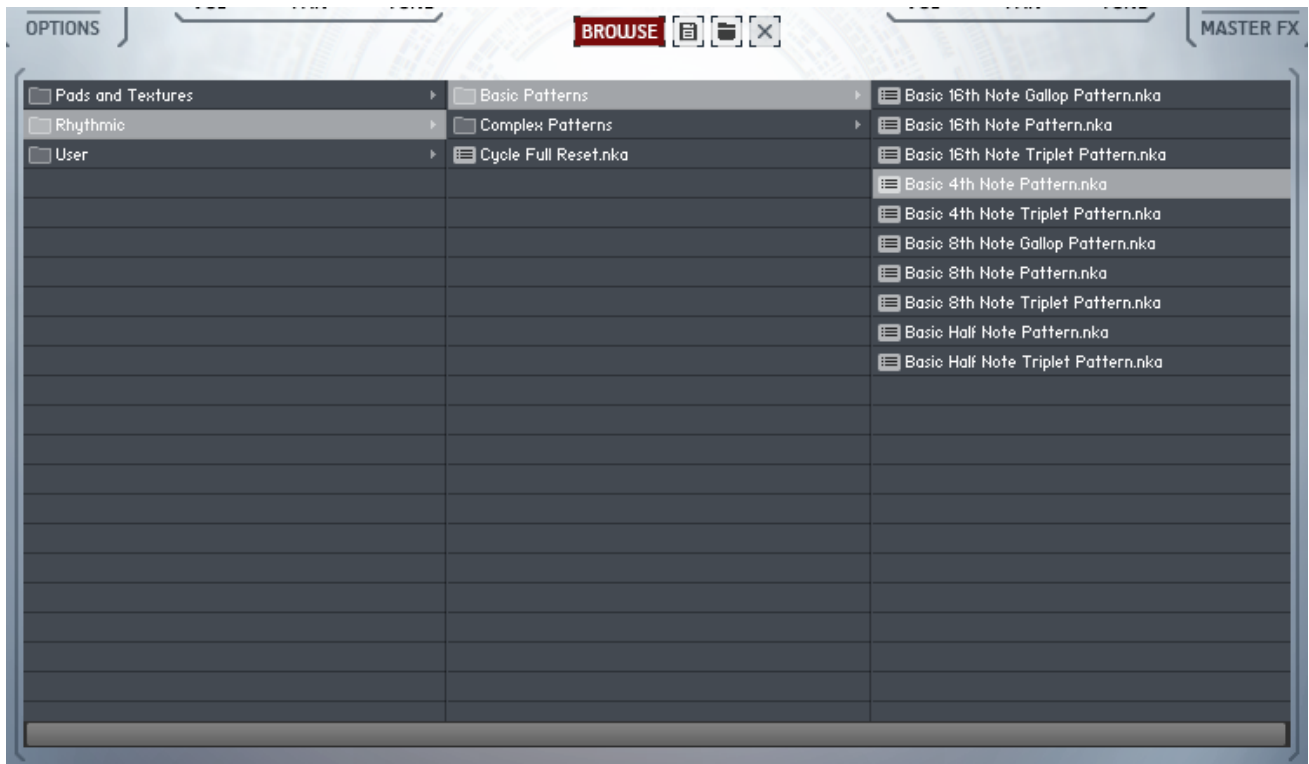 OPTIONS
BROWSE
MASTER FX
Pads and Textures
Rhythmic
User
Basic Patterns
Complex Patterns
Cycle Full Reset.nka
Basic 16th Note Gallop Pattern.nka
Basic 16th Note Pattern.nka
Basic 16th Note Triplet Pattern.nka
Basic 4th Note Pattern.nka
Basic 4th Note Triplet Pattern.nka
Basic 8th Note Gallop Pattern.nka
Basic 8th Note Pattern.nka
Basic 8th Note Triplet Pattern.nka
Basic Half Note Pattern.nka
Basic Half Note Triplet Pattern.nka